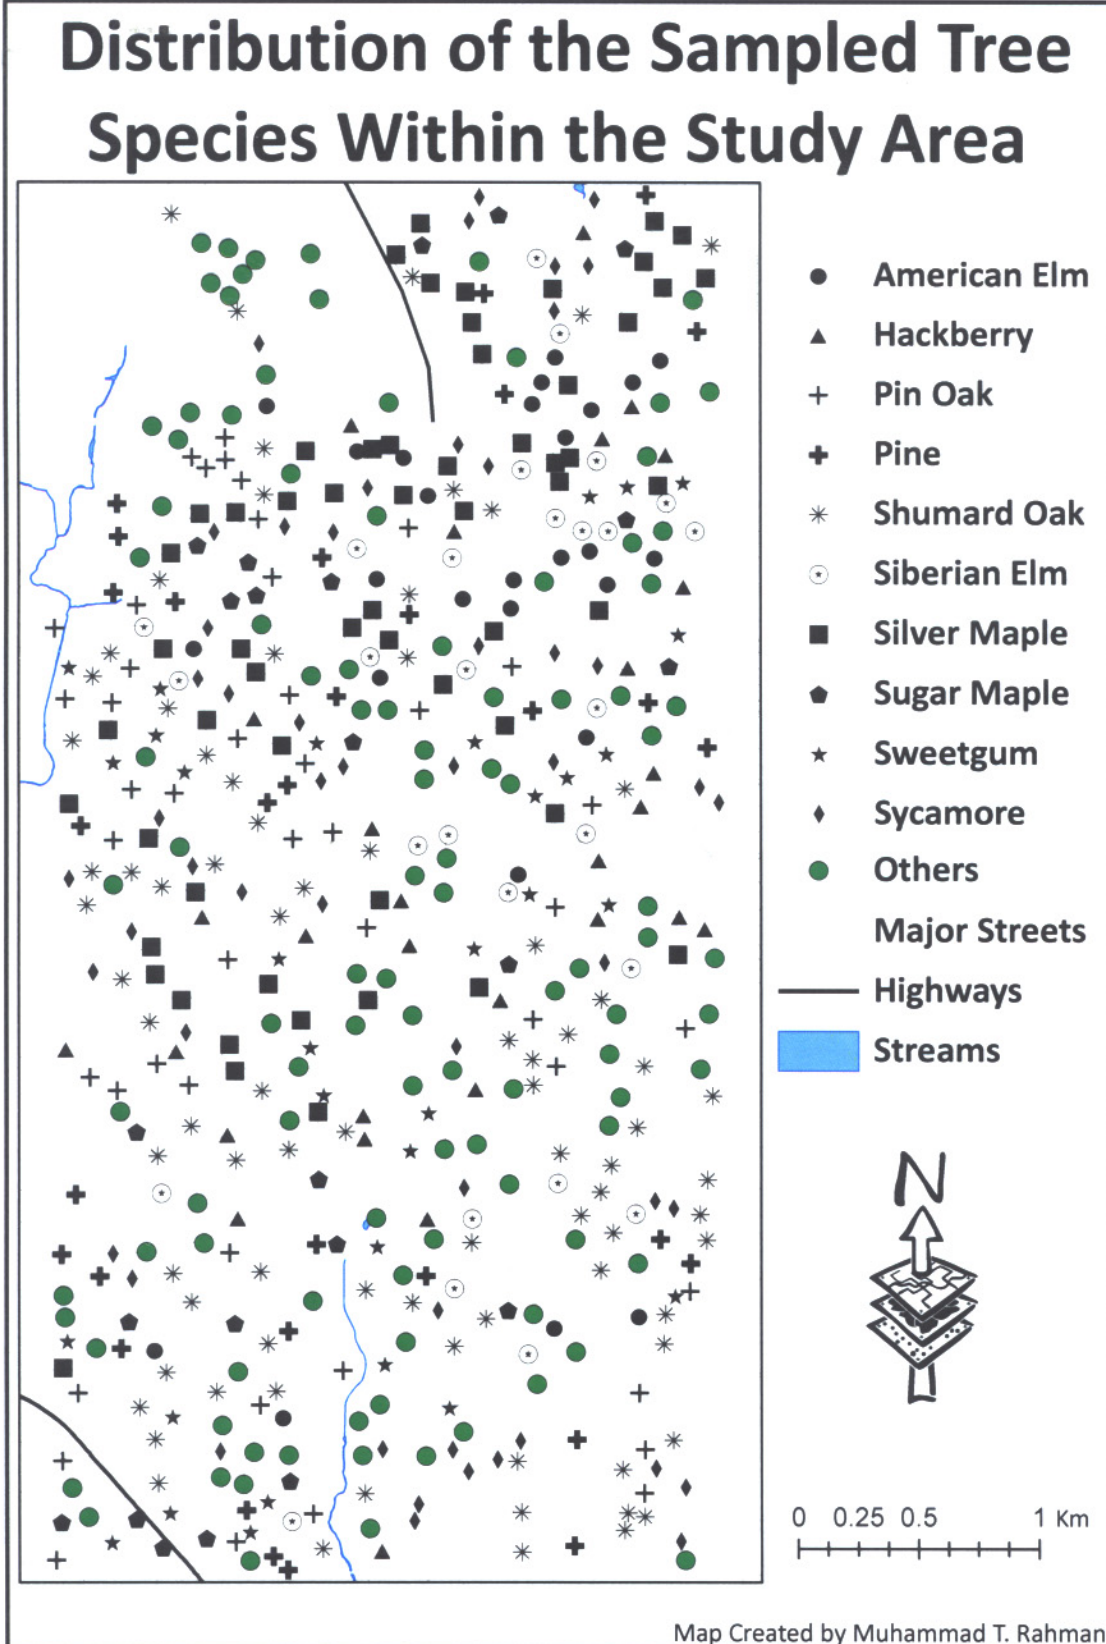 Distribution of the Sampled Tree
Species Within the Study Area
American Elm
Hackberry
Pin Oak
Pine
Shumard Oak
Siberian Elm
Silver Maple
Sugar Maple
Sweetgum
Sycamore
Others
Major Streets
Highways
Streams
N
0 0.25 0.5 1 Km
Map Created by Muhammad T. Rahman